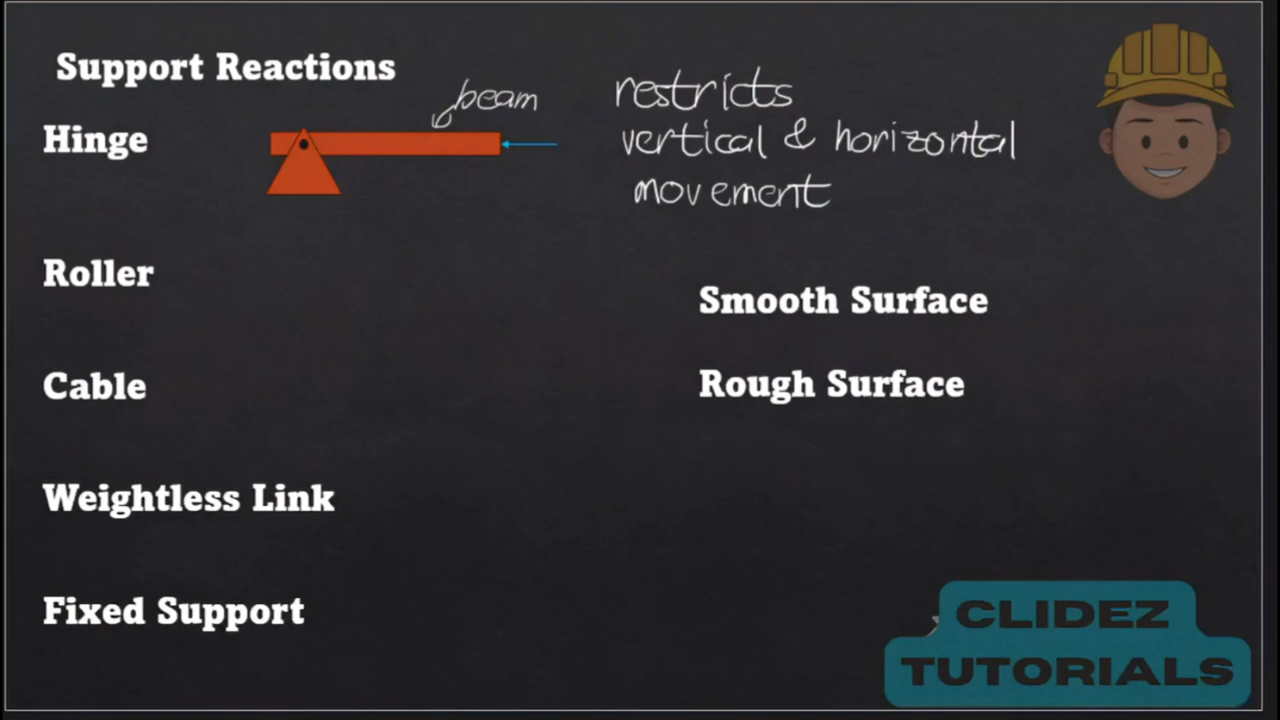 Support Reactions
beam
restricts
Hinge
vertical & horizontal
movement
Roller
Smooth Surface
Cable
Rough Surface
Weightless Link
Fixed Support
CLIDEZ
TUTORIALS